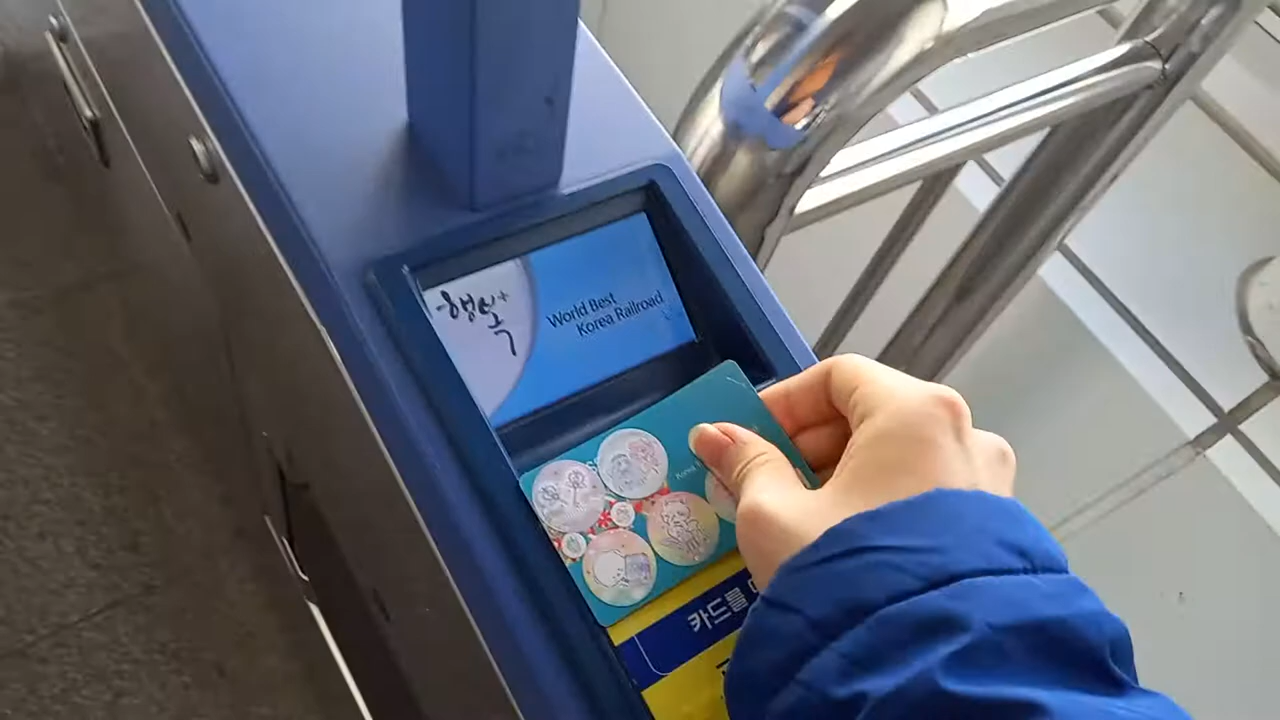 행복+
World Best
Korea Railroad
카드를